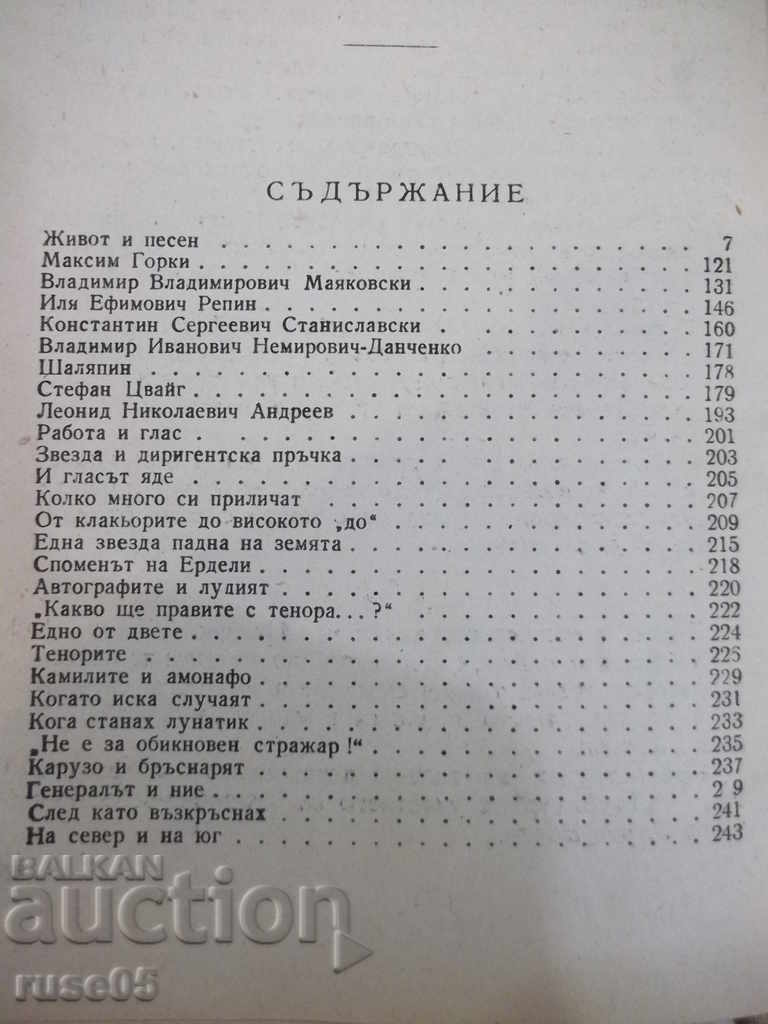 СЪДЪРЖАНИЕ
Живот и песен . . . . . . . . . . . . . . . . . . . . 7
Максим Горки . . . . . . . . . . . . . . . . . . . . 121
Владимир Владимирович Маяковски . . . . . . . . . . . 131
Иля Ефимович Репин . . . . . . . . . . . . . . . . . 146
Константин Сергеевич Станиславски . . . . . . . . . . 160
Владимир Иванович Немирович-Данченко . . . . . . . . 171
Шаляпин . . . . . . . . . . . . . . . . . . . . . . 178
Стефан Цвайг . . . . . . . . . . . . . . . . . . . . 179
Леонид Николаевич Андреев . . . . . . . . . . . . . . 193
Работа и глас . . . . . . . . . . . . . . . . . . . . 201
Звезда и диригентска пръчка . . . . . . . . . . . . . 203
И гласът яде . . . . . . . . . . . . . . . . . . . . 205
Колко много си приличат . . . . . . . . . . . . . . . 207
От клакьорите до високото „до“ . . . . . . . . . . . 209
Една звезда падна на земята . . . . . . . . . . . . . 215
Споменът на Ердели . . . . . . . . . . . . . . . . . 218
Автографите и лудият . . . . . . . . . . . . . . . . 220
„Какво ще правите с тенора. . . ?“ . . . . . . . . . 222
Едно от двете . . . . . . . . . . . . . . . . . . . . 224
Тенорите . . . . . . . . . . . . . . . . . . . . . . 225
Камилите и амонафо . . . . . . . . . . . . . . . . . 229
Когато иска случаят . . . . . . . . . . . . . . . . . 231
Кога станах лунатик . . . . . . . . . . . . . . . . . 233
„Не е за обикновен стражар !“ . . . . . . . . . . . . 235
Карузо и бръснарят . . . . . . . . . . . . . . . . . 237
Генералът и ние . . . . . . . . . . . . . . . . . . . 2 9
След като възкръснах . . . . . . . . . . . . . . . . 241
На север и на юг . . . . . . . . . . . . . . . . . . 243
BALKAN
auction
ruse05